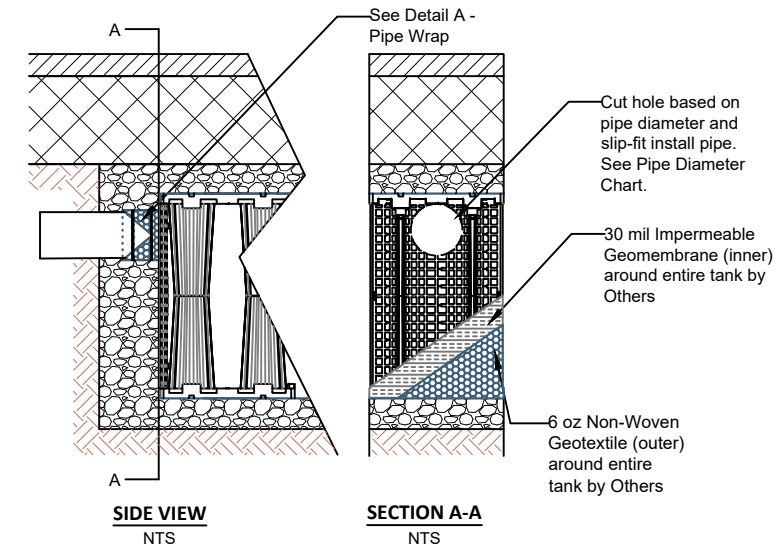 A
See Detail A -
Pipe Wrap
Cut hole based on
pipe diameter and
slip-fit install pipe.
See Pipe Diameter
Chart.
30 mil Impermeable
Geomembrane (inner)
around entire tank by
Others
6 oz Non-Woven
Geotextile (outer)
around entire
tank by Others
A
SIDE VIEW
NTS
SECTION A-A
NTS